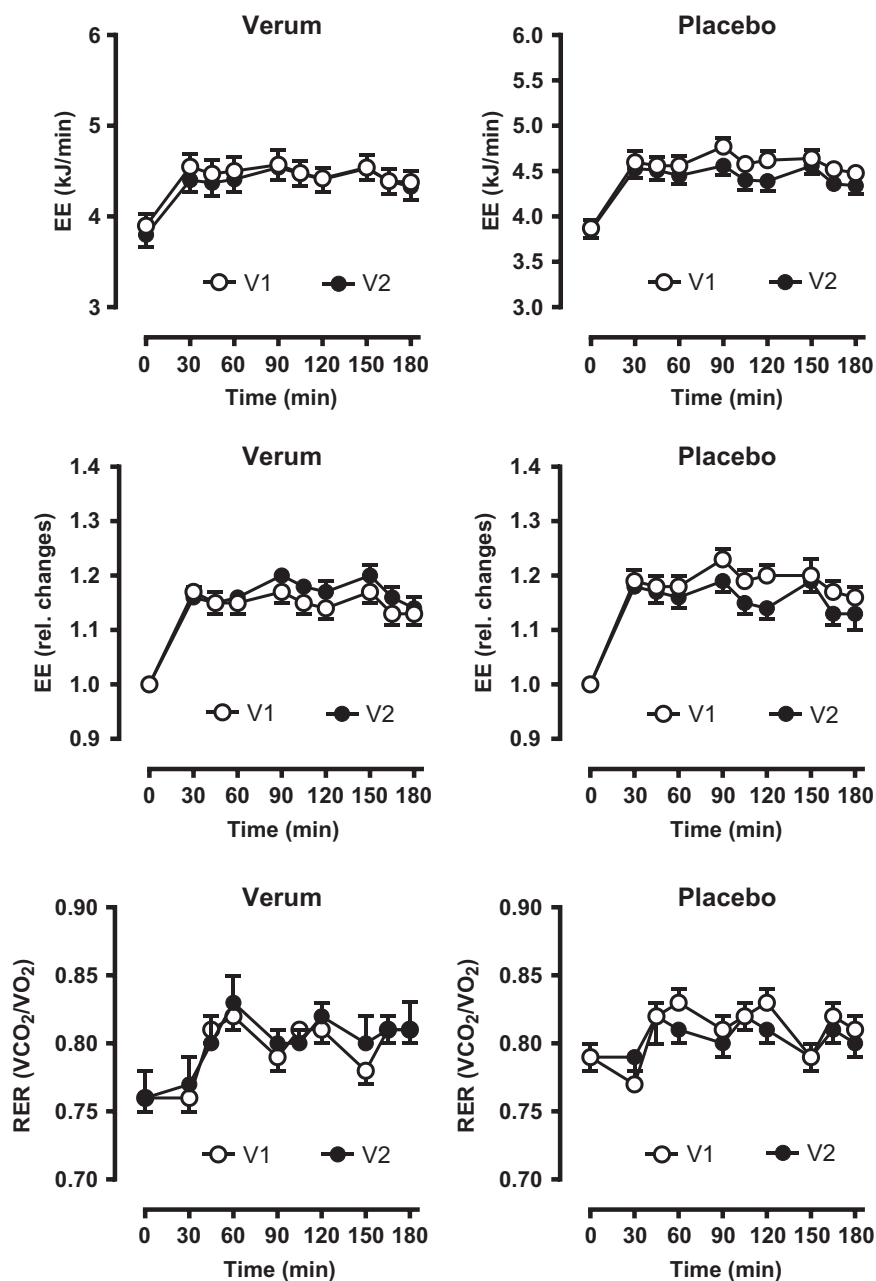 Verum
Placebo
EE (kJ/min)
6
5
4
3
V1
V2
0 30 60 90 120 150 180
Time (min)
EE (kJ/min)
6.0
5.5
5.0
4.5
4.0
3.5
3.0
V1
V2
0 30 60 90 120 150 180
Time (min)
Verum
Placebo
EE (rel. changes)
1.4
1.3
1.2
1.1
1.0
0.9
V1
V2
0 30 60 90 120 150 180
Time (min)
EE (rel. changes)
1.4
1.3
1.2
1.1
1.0
0.9
V1
V2
0 30 60 90 120 150 180
Time (min)
Verum
Placebo
RER (VCO₂/VO₂)
0.90
0.85
0.80
0.75
0.70
V1
V2
0 30 60 90 120 150 180
Time (min)
RER (VCO₂/VO₂)
0.90
0.85
0.80
0.75
0.70
V1
V2
0 30 60 90 120 150 180
Time (min)